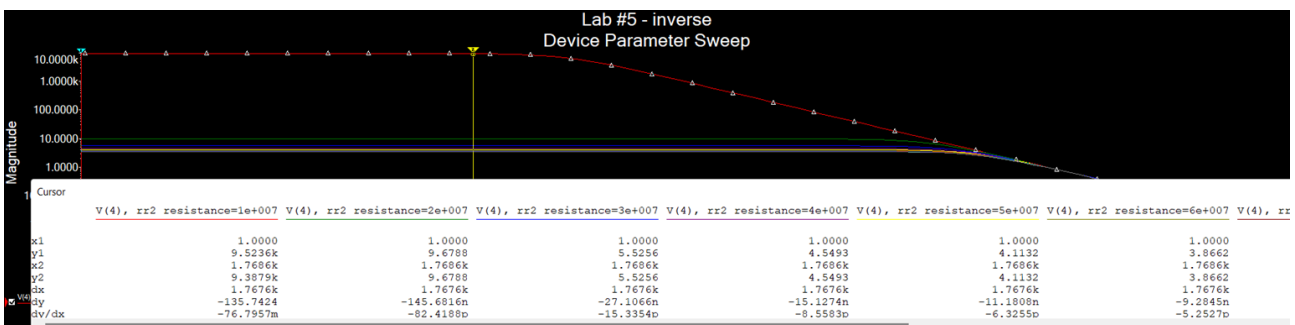 Lab #5 - inverse
Device Parameter Sweep
10.0000k
1.0000k
100.0000
10.0000
1.0000
Magnitude
Cursor
V(4), rr2 resistance=1e+007 V(4), rr2 resistance=2e+007 V(4), rr2 resistance=3e+007 V(4), rr2 resistance=4e+007 V(4), rr2 resistance=5e+007 V(4), rr2 resistance=6e+007 V(4), rr
x1 1.0000 1.0000 1.0000 1.0000 1.0000 1.0000
y1 9.5236k 9.6788 5.5256 4.5493 4.1132 3.8662
x2 1.7686k 1.7686k 1.7686k 1.7686k 1.7686k 1.7686k
y2 9.3879k 9.6788 5.5256 4.5493 4.1132 3.8662
dx 1.7676k 1.7676k 1.7676k 1.7676k 1.7676k 1.7676k
V(4) dy -135.7424 -145.6816n -27.1066n -15.1274n -11.1808n -9.2845n
dy/dx -76.7957m -82.4188p -15.3354p -8.5583p -6.3255p -5.2527p